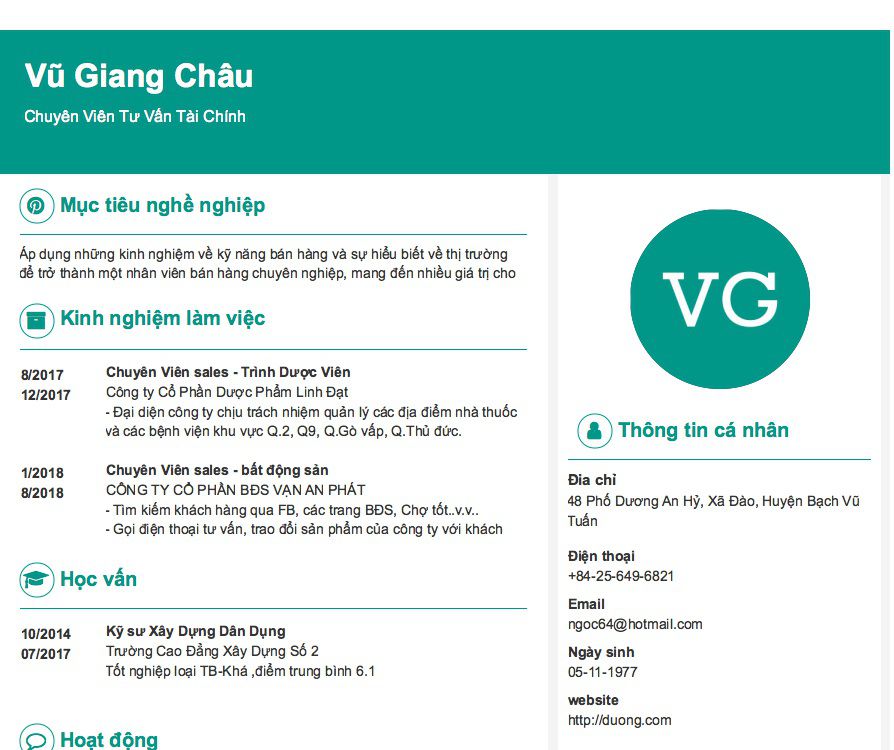 Vũ Giang Châu
Chuyên Viên Tư Vấn Tài Chính
Mục tiêu nghề nghiệp
Áp dụng những kinh nghiệm về kỹ năng bán hàng và sự hiểu biết về thị trường
để trở thành một nhân viên bán hàng chuyên nghiệp, mang đến nhiều giá trị cho
Kinh nghiệm làm việc
8/2017
12/2017
Chuyên Viên sales - Trình Dược Viên
Công ty Cổ Phần Dược Phẩm Linh Đạt
- Đại diện công ty chịu trách nhiệm quản lý các địa điểm nhà thuốc
và các bệnh viện khu vực Q.2, Q9, Q.Gò vấp, Q.Thủ đức.
1/2018
8/2018
Chuyên Viên sales - bất động sản
CÔNG TY CỔ PHẦN BĐS VẠN AN PHÁT
- Tìm kiếm khách hàng qua FB, các trang BĐS, Chợ tốt..v.v..
- Gọi điện thoại tư vấn, trao đổi sản phẩm của công ty với khách
Học vấn
10/2014
07/2017
Kỹ sư Xây Dựng Dân Dụng
Trường Cao Đẳng Xây Dựng Số 2
Tốt nghiệp loại TB-Khá ,điểm trung bình 6.1
Hoạt động
VG
Thông tin cá nhân
Đia chỉ
48 Phố Dương An Hỷ, Xã Đào, Huyện Bạch Vũ
Tuấn
Điện thoại
+84-25-649-6821
Email
ngoc64@hotmail.com
Ngày sinh
05-11-1977
website
http://duong.com